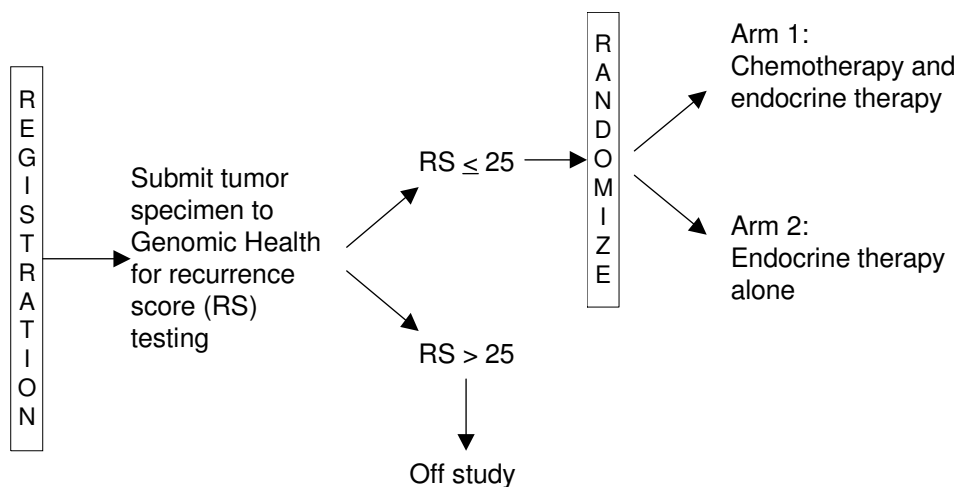 REGISTRATION
Submit tumor
specimen to
Genomic Health
for recurrence
score (RS)
testing
RS ≤ 25
RS > 25
Off study
RANDOMIZE
Arm 1:
Chemotherapy and
endocrine therapy
Arm 2:
Endocrine therapy
alone